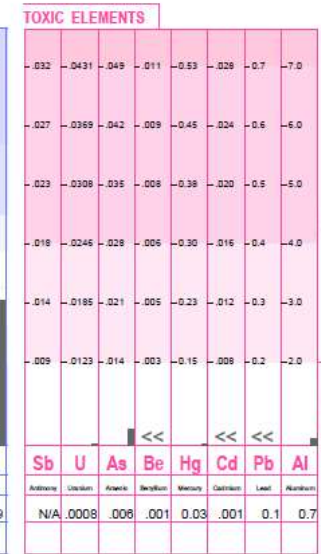 TOXIC ELEMENTS
.032 .0431 .049 .011 0.53 .028 0.7 7.0
.027 .0369 .042 .009 0.45 .024 0.6 6.0
.023 .0308 .035 .008 0.38 .020 0.5 5.0
.018 .0246 .028 .006 0.30 .016 0.4 4.0
.014 .0185 .021 .005 0.23 .012 0.3 3.0
.009 .0123 .014 .003 0.15 .008 0.2 2.0
<< << <<
Sb U As Be Hg Cd Pb Al
Antimony Uranium Arsenic Beryllium Mercury Cadmium Lead Aluminum
9 N/A .0008 .006 .001 0.03 .001 0.1 0.7